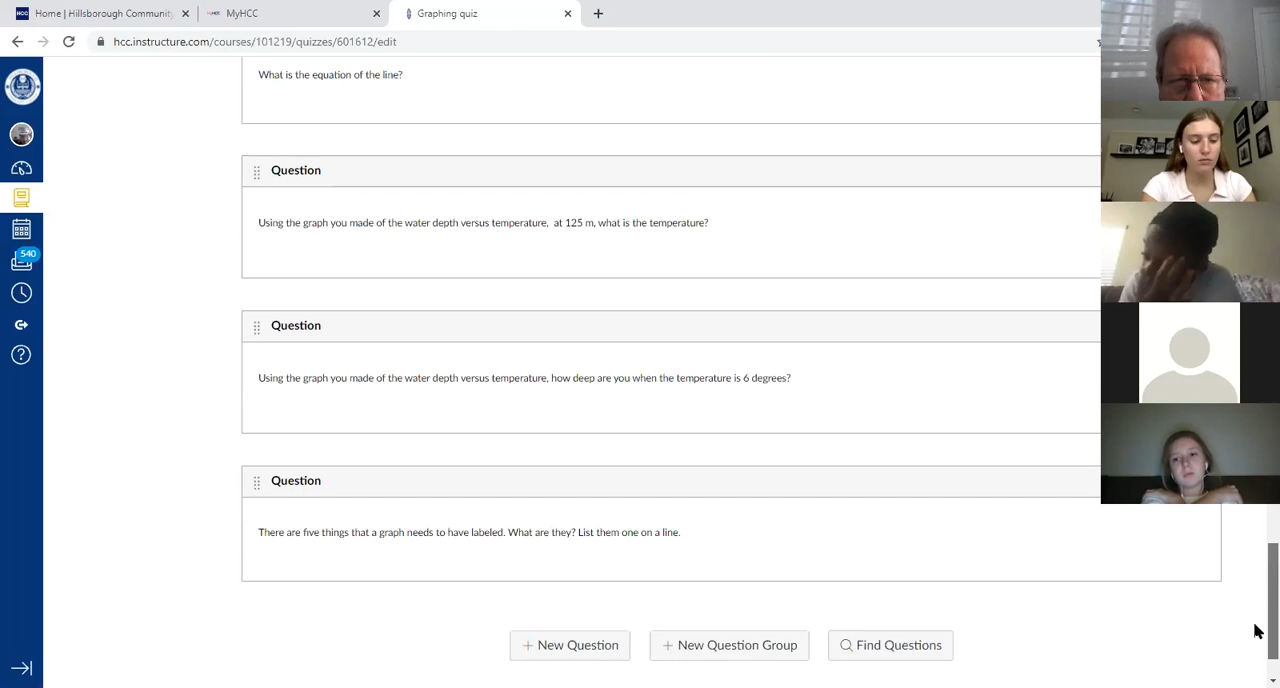 Home | Hillsborough Community
MyHCC
Graphing quiz
hcc.instructure.com/courses/101219/quizzes/601612/edit
What is the equation of the line?
Question
Using the graph you made of the water depth versus temperature, at 125 m, what is the temperature?
540
Question
Using the graph you made of the water depth versus temperature, how deep are you when the temperature is 6 degrees?
Question
There are five things that a graph needs to have labeled. What are they? List them one on a line.
+ New Question
+ New Question Group
Find Questions